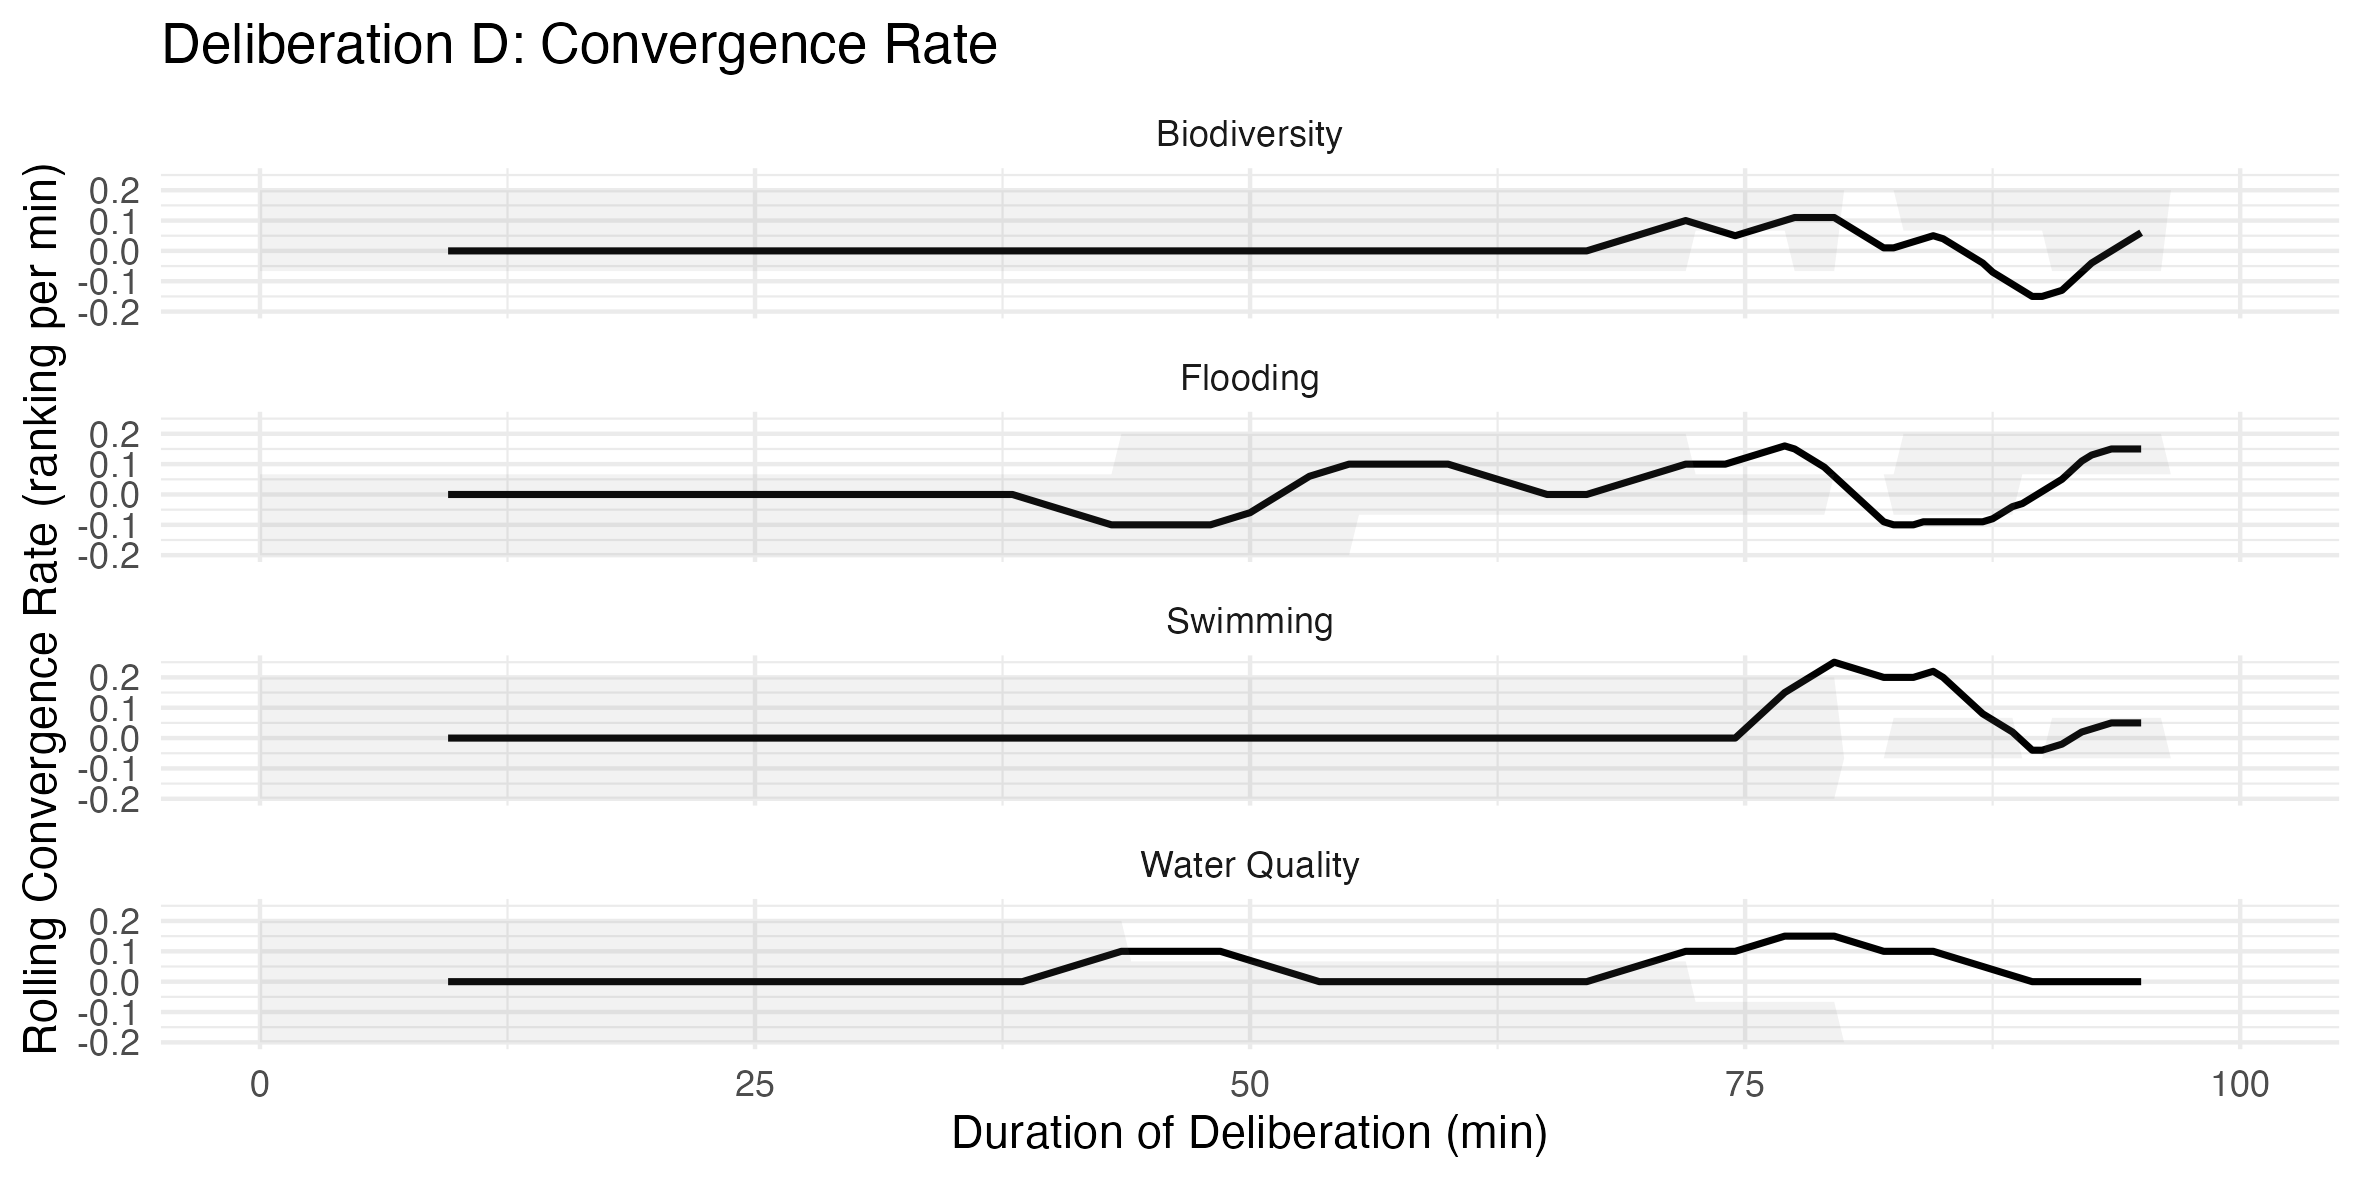 Deliberation D: Convergence Rate
Rolling Convergence Rate (ranking per min)
Biodiversity
0.2
0.1
0.0
-0.1
-0.2
Flooding
0.2
0.1
0.0
-0.1
-0.2
Swimming
0.2
0.1
0.0
-0.1
-0.2
Water Quality
0.2
0.1
0.0
-0.1
-0.2
0 25 50 75 100
Duration of Deliberation (min)